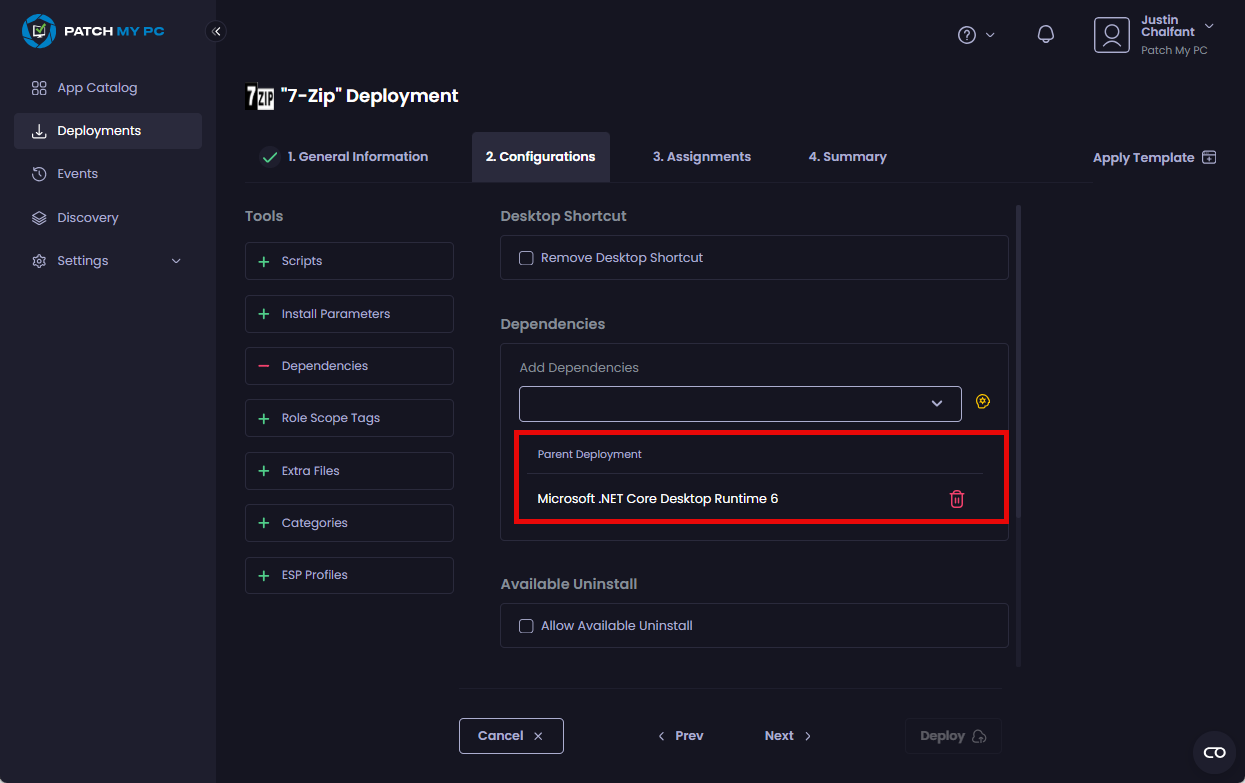 PATCH MY PC
Justin
Chalfant
Patch My PC
App Catalog
Deployments
Events
Discovery
Settings
7ZIP "7-Zip" Deployment
1. General Information
2. Configurations
3. Assignments
4. Summary
Apply Template
Tools
Scripts
Install Parameters
Dependencies
Role Scope Tags
Extra Files
Categories
ESP Profiles
Desktop Shortcut
Remove Desktop Shortcut
Dependencies
Add Dependencies
Parent Deployment
Microsoft .NET Core Desktop Runtime 6
Available Uninstall
Allow Available Uninstall
Cancel
Prev
Next
Deploy